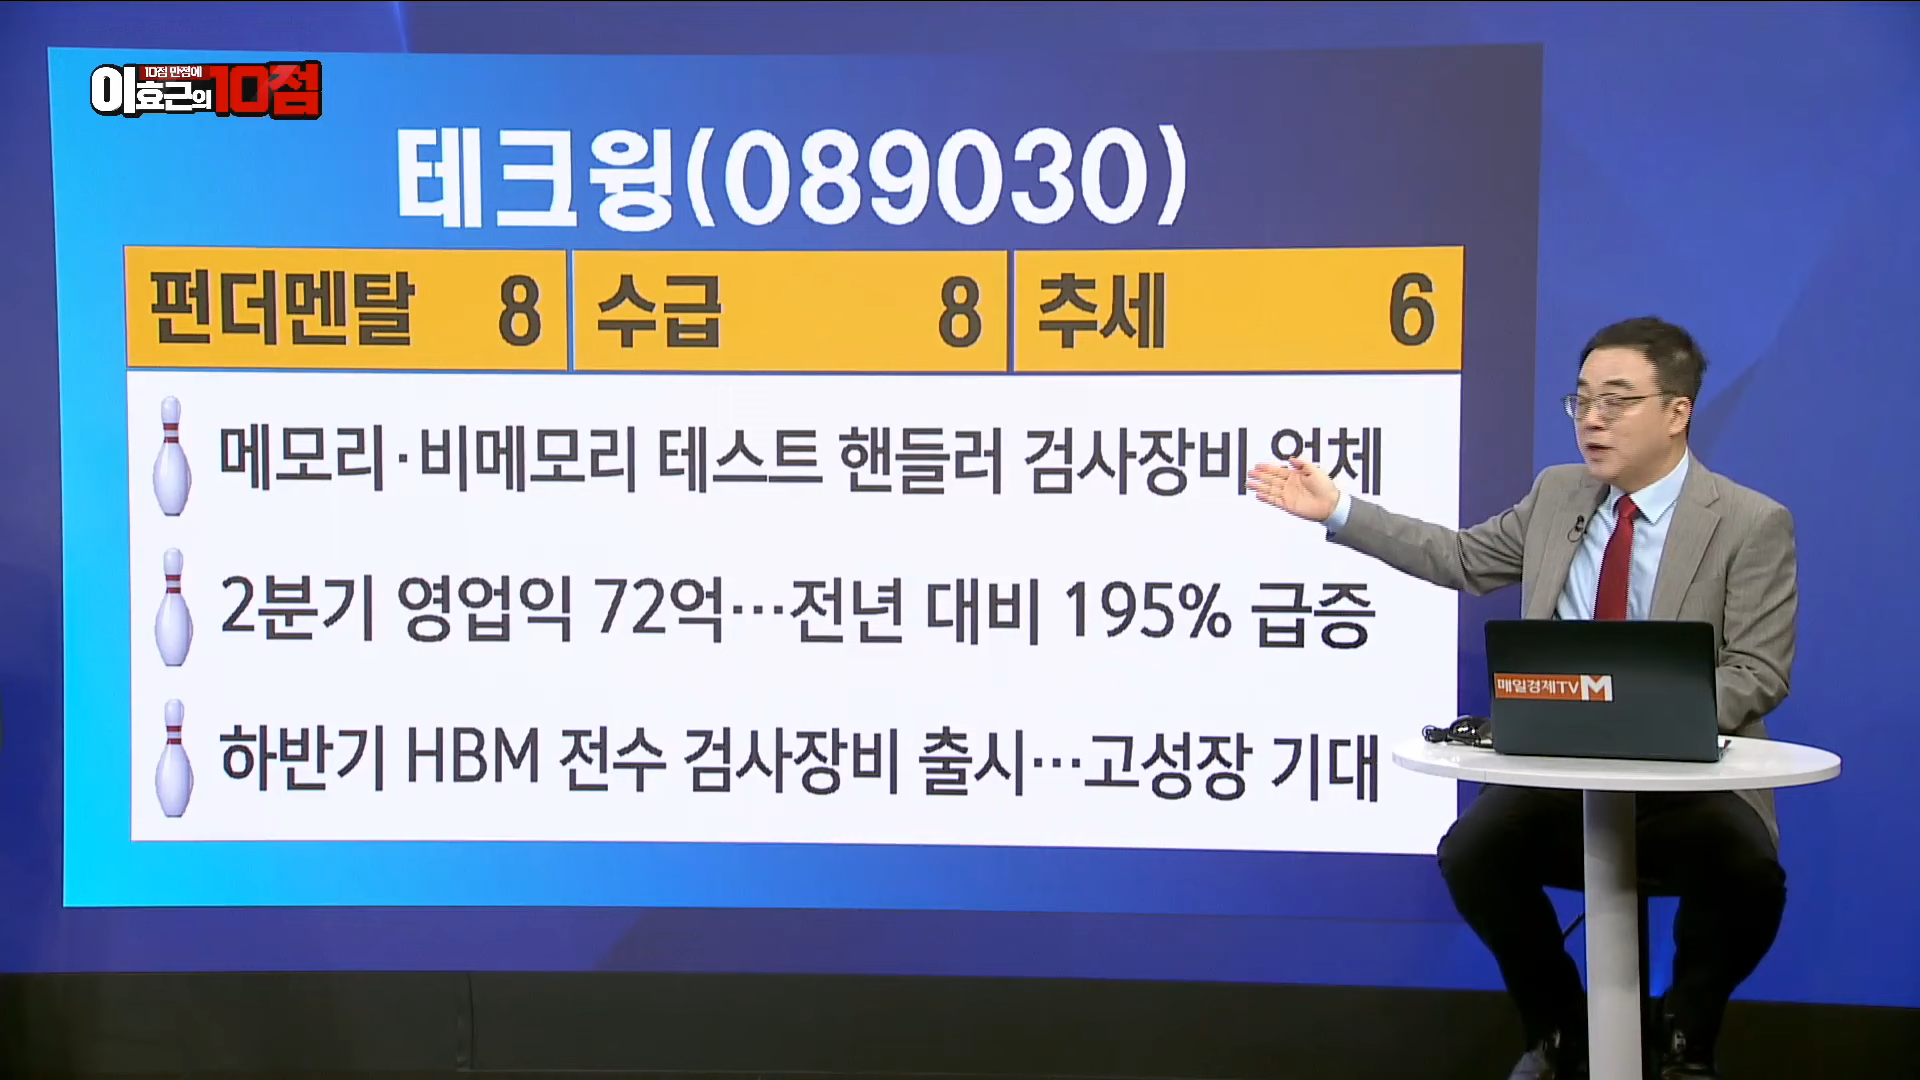 10점 만점에
이효근의 10점
테크윙(089030)
펀더멘탈 8 수급 8 추세 6
메모리·비메모리 테스트 핸들러 검사장비 업체
2분기 영업익 72억…전년 대비 195% 급증
하반기 HBM 전수 검사장비 출시…고성장 기대
매일경제TV M